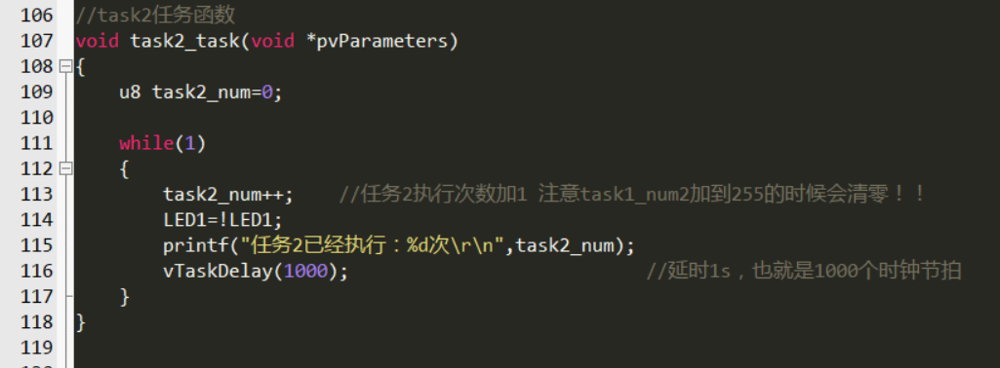 106 //task2任务函数
107 void task2_task(void *pvParameters)
108 {
109 u8 task2_num=0;
110
111 while(1)
112 {
113 task2_num++; //任务2执行次数加1 注意task1_num2加到255的时候会清零！！
114 LED1=!LED1;
115 printf("任务2已经执行：%d次\r\n",task2_num);
116 vTaskDelay(1000); //延时1s，也就是1000个时钟节拍
117 }
118 }
119